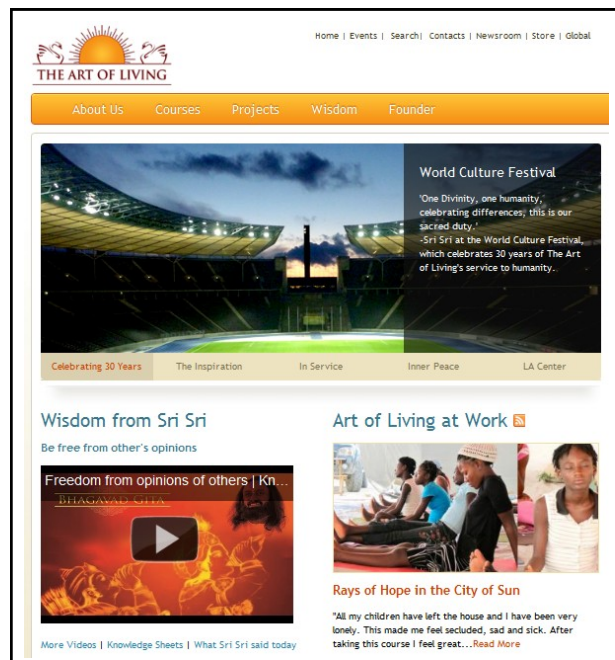 Home | Events | Search| Contacts | Newsroom | Store | Global
THE ART OF LIVING
About Us Courses Projects Wisdom Founder
World Culture Festival
'One Divinity, one humanity,
celebrating differences, this is our
sacred duty.'
-Sri Sri at the World Culture Festival,
which celebrates 30 years of The Art
of Living's service to humanity.
Celebrating 30 Years The Inspiration In Service Inner Peace LA Center
Wisdom from Sri Sri
Be free from other's opinions
Freedom from opinions of others | Kn...
BHAGAVAD GITA
More Videos | Knowledge Sheets | What Sri Sri said today
Art of Living at Work
Rays of Hope in the City of Sun
"All my children have left the house and I have been very
lonely. This made me feel secluded, sad and sick. After
taking this course I feel great...Read More